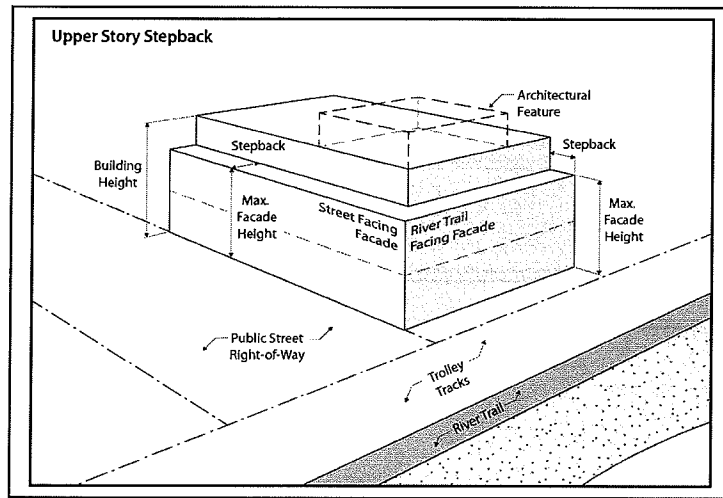 Upper Story Stepback
Architectural
Feature
Stepback
Stepback
Building
Height
Max.
Facade
Height
Street Facing
Facade
River Trail
Facing Facade
Max.
Facade
Height
Public Street
Right-of-Way
Trolley
Tracks
River Trail